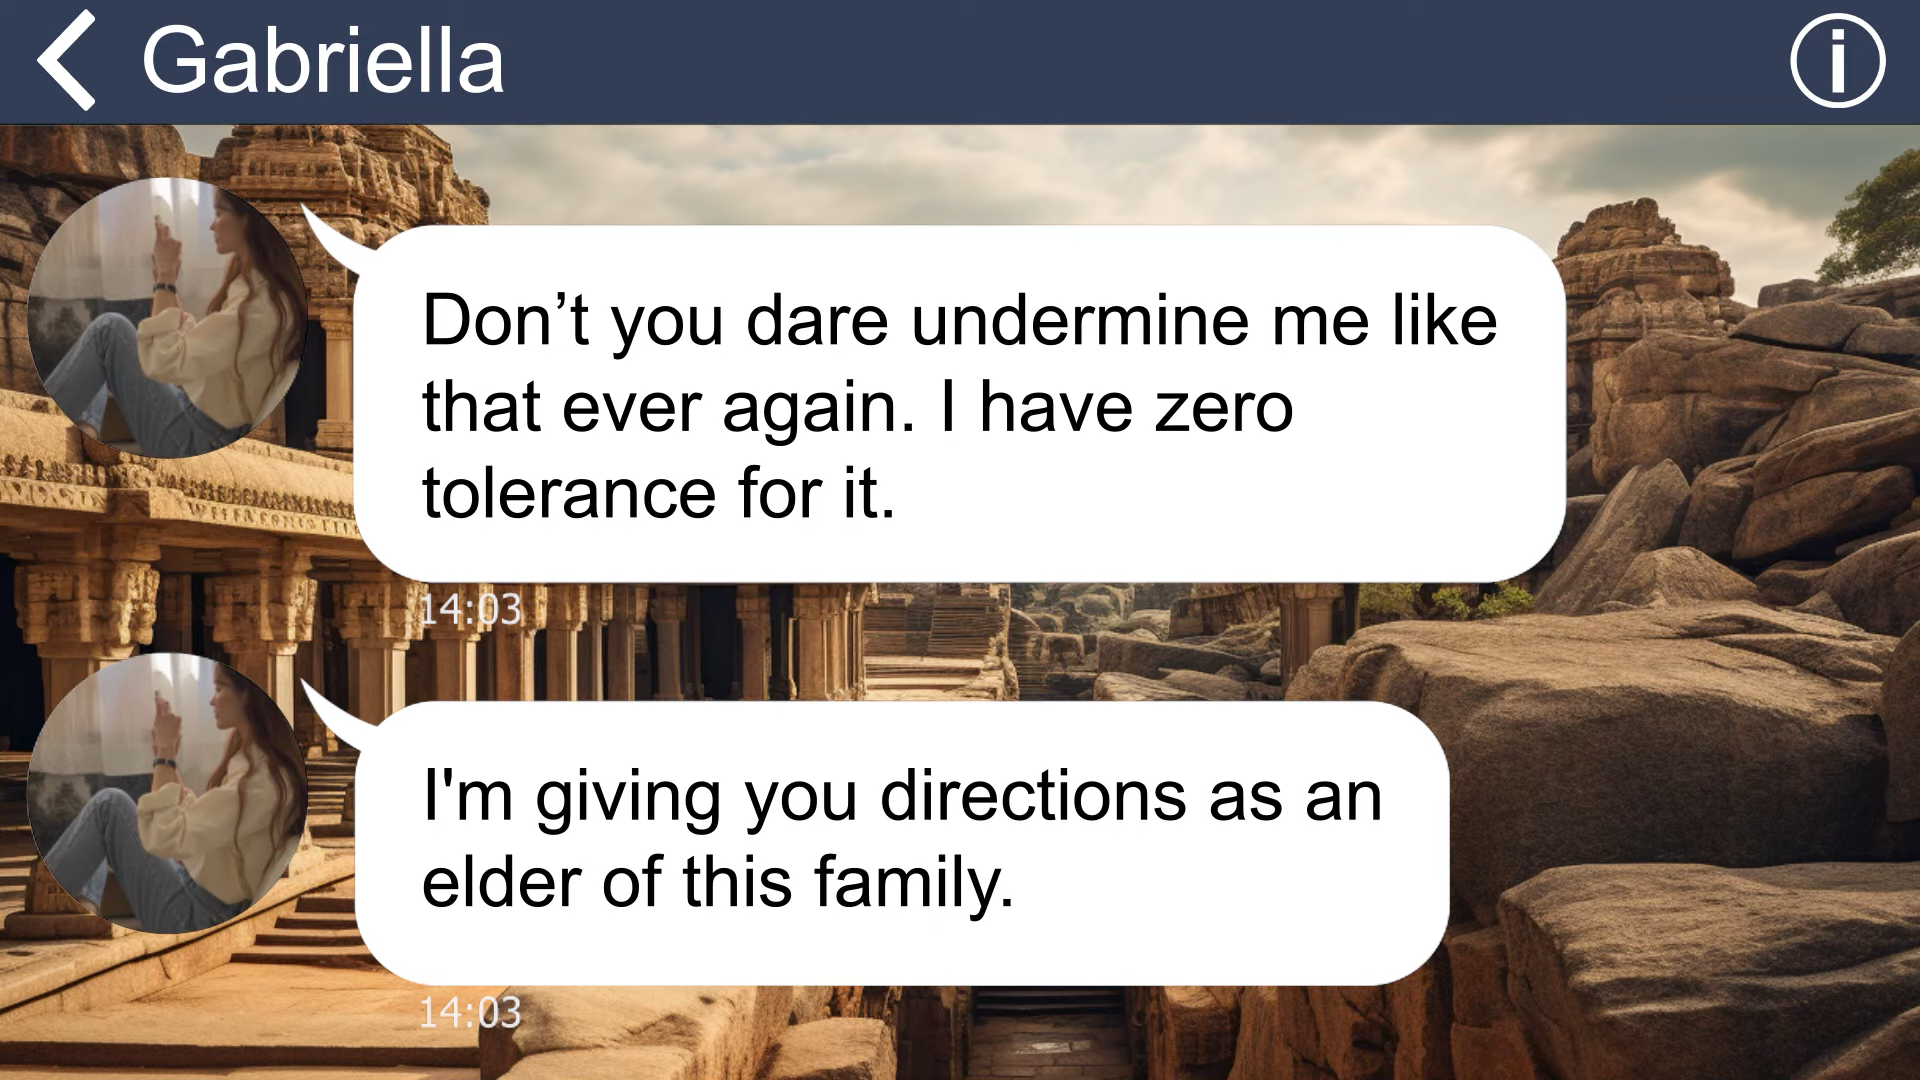 Gabriella
Don’t you dare undermine me like
that ever again. I have zero
tolerance for it.
14:03
I'm giving you directions as an
elder of this family.
14:03